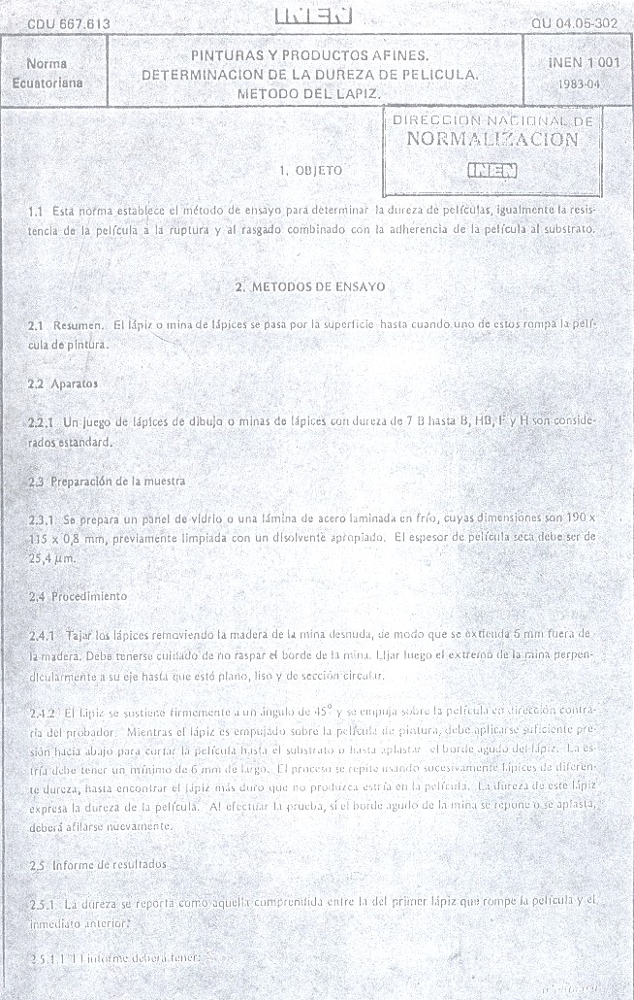 CDU 667.613
INEN
QU 04.05-302
Norma
Ecuatoriana
PINTURAS Y PRODUCTOS AFINES.
DETERMINACION DE LA DUREZA DE PELICULA.
METODO DEL LAPIZ.
INEN 1 001
1983-04
DIRECCION NACIONAL DE
NORMALIZACION
INEN
1. OBJETO
1.1 Esta norma establece el método de ensayo para determinar la dureza de películas, igualmente la resis-
tencia de la película a la ruptura y al rasgado combinado con la adherencia de la película al substrato.
2. METODOS DE ENSAYO
2.1 Resumen. El lápiz o mina de lápices se pasa por la superficie hasta cuando uno de estos rompa la pelí-
cula de pintura.
2.2 Aparatos
2.2.1 Un juego de lápices de dibujo o minas de lápices con dureza de 7 B hasta B, HB, F y H son conside-
rados estandard.
2.3 Preparación de la muestra
2.3.1 Se prepara un panel de vidrio o una lámina de acero laminada en frío, cuyas dimensiones son 190 x
115 x 0,8 mm, previamente limpiada con un disolvente apropiado. El espesor de película seca debe ser de
25,4 µm.
2.4 Procedimiento
2.4.1 Tajar los lápices removiendo la madera de la mina desnuda, de modo que se extienda 6 mm fuera de
la madera. Debe tenerse cuidado de no raspar el borde de la mina. Lijar luego el extremo de la mina perpen-
dicularmente a su eje hasta que esté plano, liso y de sección circular.
2.4.2 El lápiz se sostiene firmemente a un ángulo de 45° y se empuja sobre la película en dirección contra-
ria del probador. Mientras el lápiz es empujado sobre la película de pintura, debe aplicarse suficiente pre-
sión hacia abajo para cortar la película hasta el substrato o hasta aplastar el borde agudo del lápiz. La es-
tría debe tener un mínimo de 6 mm de largo. El proceso se repite usando sucesivamente lápices de diferen-
te dureza, hasta encontrar el lápiz más duro que no produzca estría en la película. La dureza de este lápiz
expresa la dureza de la película. Al efectuar la prueba, si el borde agudo de la mina se repone o se aplasta,
deberá afilarse nuevamente.
2.5 Informe de resultados
2.5.1 La dureza se reporta como aquella comprendida entre la del primer lápiz que rompe la película y el
inmediato anterior.
2.5.1.1 El informe deberá tener: